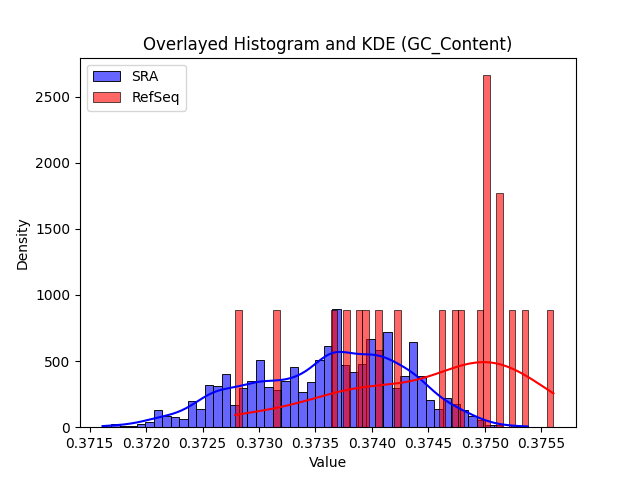 Overlayed Histogram and KDE (GC_Content)
SRA
RefSeq
2500
2000
1500
1000
500
0
Density
0.3715 0.3720 0.3725 0.3730 0.3735 0.3740 0.3745 0.3750 0.3755
Value